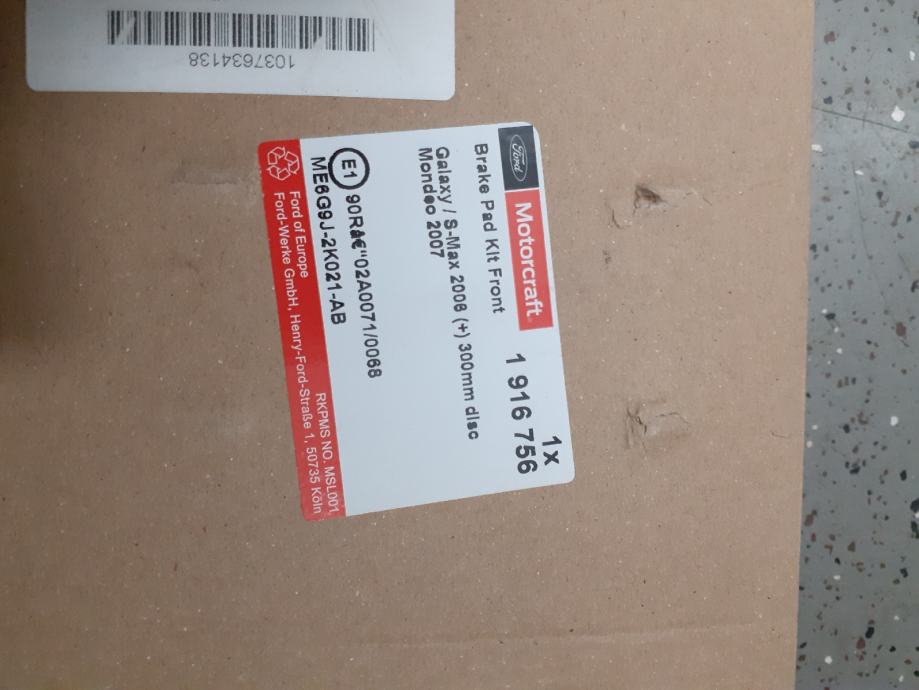 1037634138
Ford
Motorcraft
1 x
1 916 756
Brake Pad Kit Front
Galaxy / S-Max 2006 (+) 300mm disc
Mondeo 2007
E1 90Râ€“02A0071/0068
ME6G9J-2K021-AB
RKPMS NO. MSL001
Ford of Europe
Ford-Werke GmbH, Henry-Ford-Straße 1, 50735 Köln